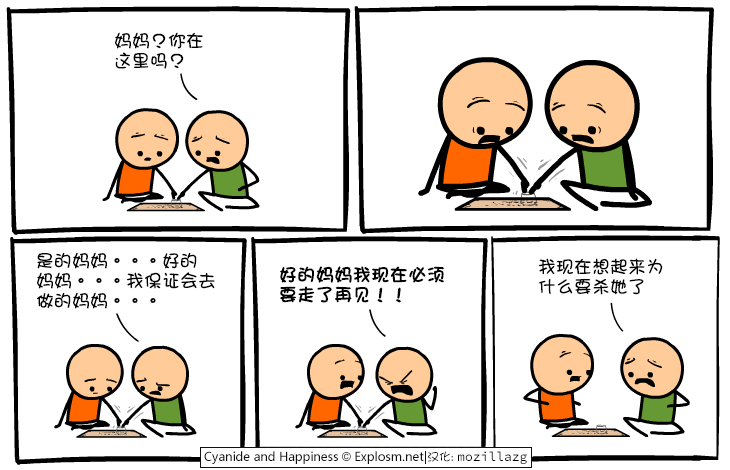 妈妈？你在
这里吗？
是的妈妈・・・好的
妈妈・・・我保证会去
做的妈妈・・・
好的妈妈我现在必须
要走了再见！！
我现在想起来为
什么要杀她了
Cyanide and Happiness © Explosm.net|汉化: mozillazg